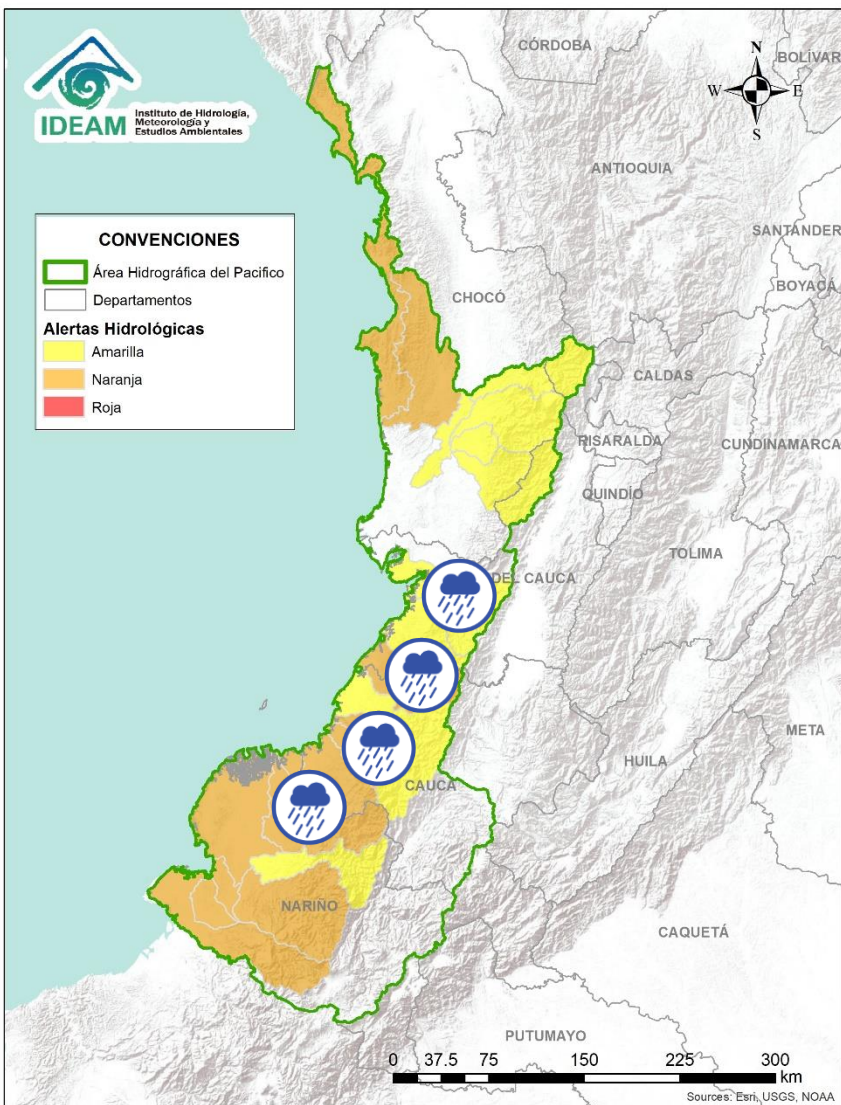 IDEAM
Instituto de Hidrología,
Meteorología y
Estudios Ambientales
N
W
E
S
CÓRDOBA
BOLÍVAR
ANTIOQUIA
SANTANDER
BOYACÁ
CONVENCIONES
Área Hidrográfica del Pacifico
Departamentos
Alertas Hidrológicas
Amarilla
Naranja
Roja
CHOCÓ
CALDAS
RISARALDA
CUNDINAMARCA
QUINDÍO
TOLIMA
DEL CAUCA
META
HUILA
CAUCA
NARIÑO
CAQUETÁ
PUTUMAYO
0 37.5 75 150 225 300
km
Sources: Esri, USGS, NOAA